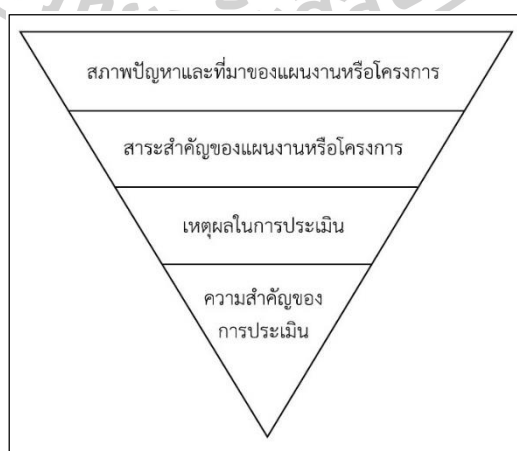 สภาพปัญหาและที่มาของแผนงานหรือโครงการ
สาระสำคัญของแผนงานหรือโครงการ
เหตุผลในการประเมิน
ความสำคัญของ
การประเมิน